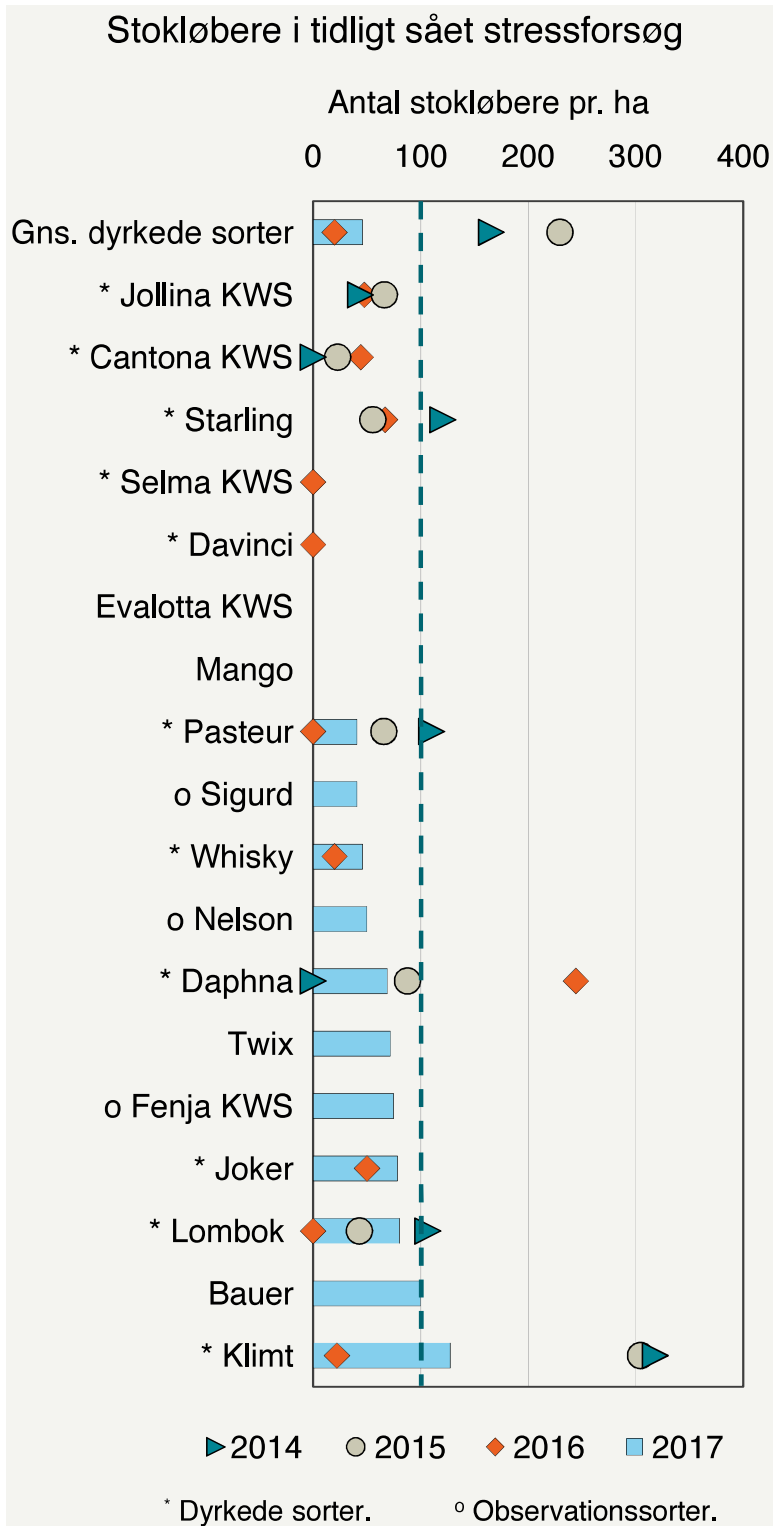 Stokløbere i tidligt sået stressforsøg
Antal stokløbere pr. ha
0 100 200 300 400
Gns. dyrkede sorter
* Jollina KWS
* Cantona KWS
* Starling
* Selma KWS
* Davinci
Evalotta KWS
Mango
* Pasteur
o Sigurd
* Whisky
o Nelson
* Daphna
Twix
o Fenja KWS
* Joker
* Lombok
Bauer
* Klimt
2014 2015 2016 2017
* Dyrkede sorter. o Observationssorter.